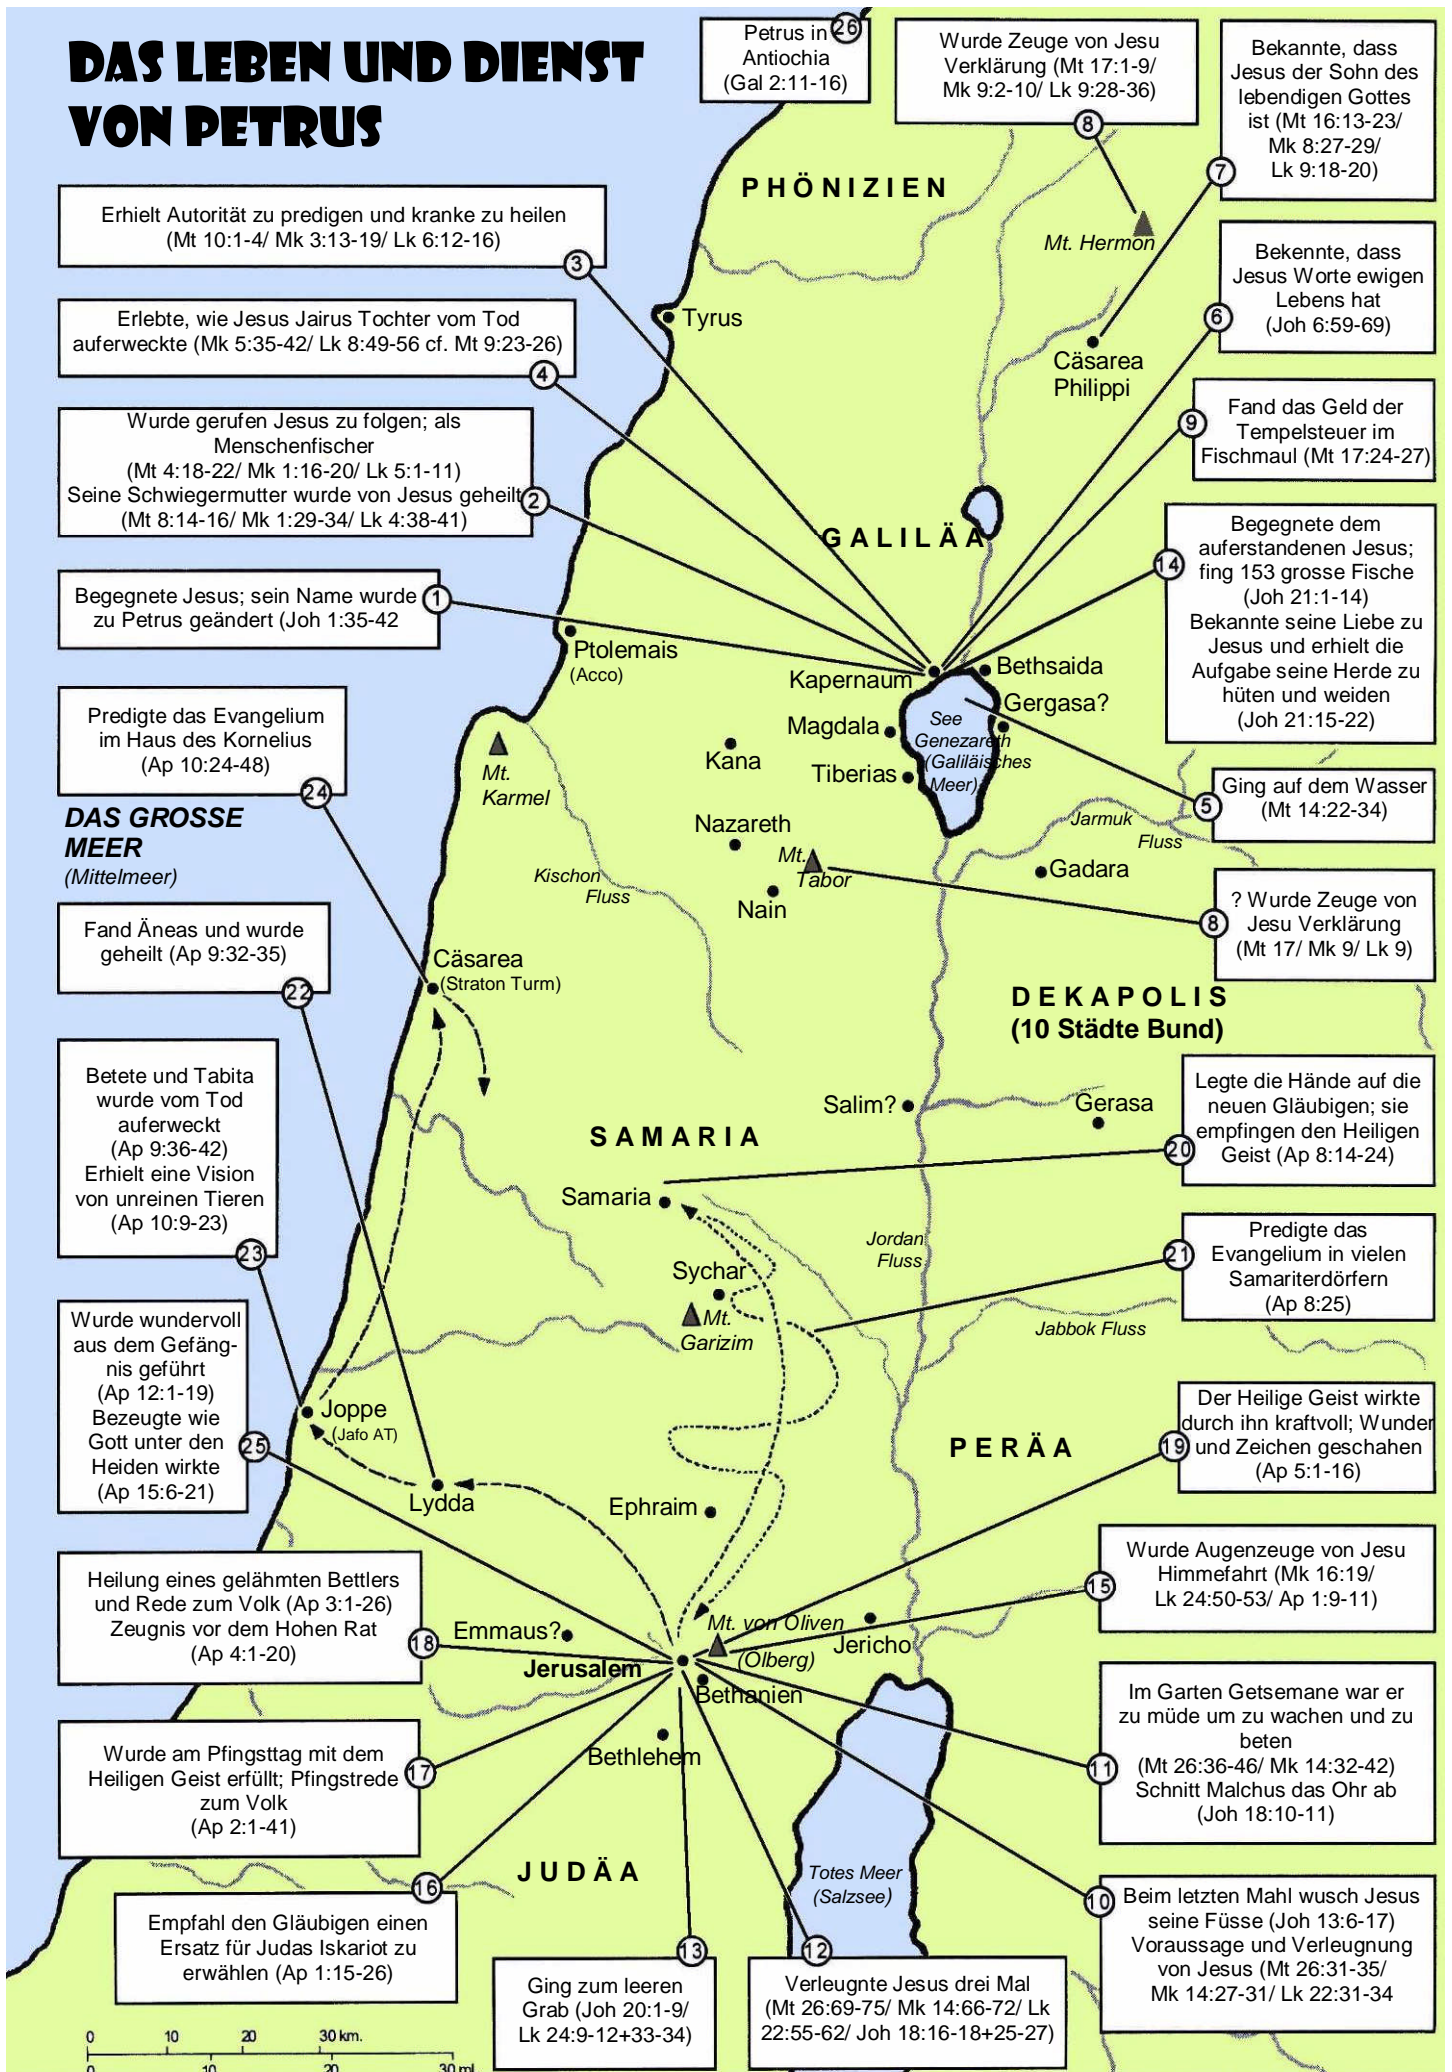 DAS LEBEN UND DIENST
VON PETRUS
Petrus in
Antiochia
(Gal 2:11-16)
26
Wurde Zeuge von Jesu
Verklärung (Mt 17:1-9/
Mk 9:2-10/ Lk 9:28-36)
8
Bekannte, dass
Jesus der Sohn des
lebendigen Gottes
ist (Mt 16:13-23/
Mk 8:27-29/
Lk 9:18-20)
7
PHÖNIZIEN
Mt. Hermon
Erhielt Autorität zu predigen und kranke zu heilen
(Mt 10:1-4/ Mk 3:13-19/ Lk 6:12-16)
3
Bekennte, dass
Jesus Worte ewigen
Lebens hat
(Joh 6:59-69)
6
Erlebte, wie Jesus Jairus Tochter vom Tod
auferweckte (Mk 5:35-42/ Lk 8:49-56 cf. Mt 9:23-26)
4
Tyrus
Cäsarea
Philippi
Wurde gerufen Jesus zu folgen; als
Menschenfischer
(Mt 4:18-22/ Mk 1:16-20/ Lk 5:1-11)
Seine Schwiegermutter wurde von Jesus geheilt
(Mt 8:14-16/ Mk 1:29-34/ Lk 4:38-41)
2
Fand das Geld der
Tempelsteuer im
Fischmaul (Mt 17:24-27)
9
GALILÄA
Begegnete dem
auferstandenen Jesus;
fing 153 grosse Fische
(Joh 21:1-14)
Bekannte seine Liebe zu
Jesus und erhielt die
Aufgabe seine Herde zu
hüten und weiden
(Joh 21:15-22)
14
Begegnete Jesus; sein Name wurde
zu Petrus geändert (Joh 1:35-42
1
Ptolemais
(Acco)
Kapernaum
Bethsaida
Gergasa?
Magdala
See
Genezareth
(Galiläisches
Meer)
Tiberias
Kana
Mt.
Karmel
Predigte das Evangelium
im Haus des Kornelius
(Ap 10:24-48)
24
Ging auf dem Wasser
(Mt 14:22-34)
5
DAS GROSSE
MEER
(Mittelmeer)
Nazareth
Mt.
Tabor
Nain
Kischon
Fluss
Jarmuk
Fluss
Gadara
? Wurde Zeuge von
Jesu Verklärung
(Mt 17/ Mk 9/ Lk 9)
8
Fand Äneas und wurde
geheilt (Ap 9:32-35)
22
Cäsarea
(Straton Turm)
DEKAPOLIS
(10 Städte Bund)
Betete und Tabita
wurde vom Tod
auferweckt
(Ap 9:36-42)
Erhielt eine Vision
von unreinen Tieren
(Ap 10:9-23)
23
Salim?
Gerasa
Legte die Hände auf die
neuen Gläubigen; sie
empfingen den Heiligen
Geist (Ap 8:14-24)
20
SAMARIA
Samaria
Jordan
Fluss
Sychar
Mt.
Garizim
Predigte das
Evangelium in vielen
Samariterdörfern
(Ap 8:25)
21
Jabbok Fluss
Wurde wundervoll
aus dem Gefäng-
nis geführt
(Ap 12:1-19)
Bezeugte wie
Gott unter den
Heiden wirkte
(Ap 15:6-21)
25
Joppe
(Jafo AT)
Lydda
Ephraim
PERÄA
Der Heilige Geist wirkte
durch ihn kraftvoll; Wunder
und Zeichen geschahen
(Ap 5:1-16)
19
Wurde Augenzeuge von Jesu
Himmefahrt (Mk 16:19/
Lk 24:50-53/ Ap 1:9-11)
15
Heilung eines gelähmten Bettlers
und Rede zum Volk (Ap 3:1-26)
Zeugnis vor dem Hohen Rat
(Ap 4:1-20)
18
Emmaus?
Mt. von Oliven
(Olberg)
Jericho
Jerusalem
Bethanien
Bethlehem
Im Garten Getsemane war er
zu müde um zu wachen und zu
beten
(Mt 26:36-46/ Mk 14:32-42)
Schnitt Malchus das Ohr ab
(Joh 18:10-11)
11
Wurde am Pfingsttag mit dem
Heiligen Geist erfüllt; Pfingstrede
zum Volk
(Ap 2:1-41)
17
JUDÄA
Totes Meer
(Salzsee)
16
Empfahl den Gläubigen einen
Ersatz für Judas Iskariot zu
erwählen (Ap 1:15-26)
10
Beim letzten Mahl wusch Jesus
seine Füsse (Joh 13:6-17)
Voraussage und Verleugnung
von Jesus (Mt 26:31-35/
Mk 14:27-31/ Lk 22:31-34
13
Ging zum leeren
Grab (Joh 20:1-9/
Lk 24:9-12+33-34)
12
Verleugnte Jesus drei Mal
(Mt 26:69-75/ Mk 14:66-72/ Lk
22:55-62/ Joh 18:16-18+25-27)
0 10 20 30 km.
0 10 20 30 ml